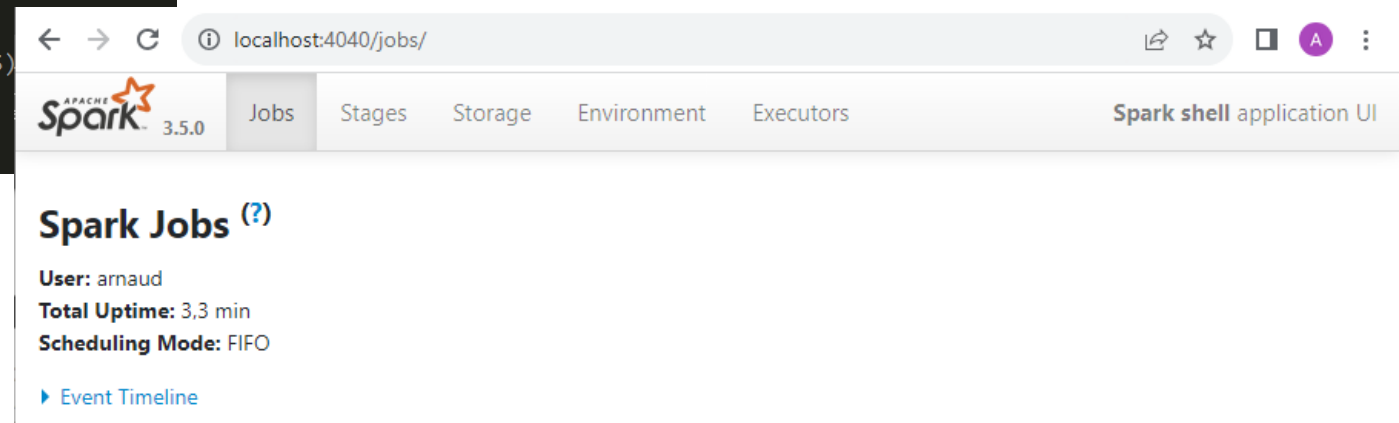 localhost:4040/jobs/
A
APACHE Spark 3.5.0 Jobs Stages Storage Environment Executors Spark shell application UI
Spark Jobs (?)
User: arnaud
Total Uptime: 3,3 min
Scheduling Mode: FIFO
Event Timeline